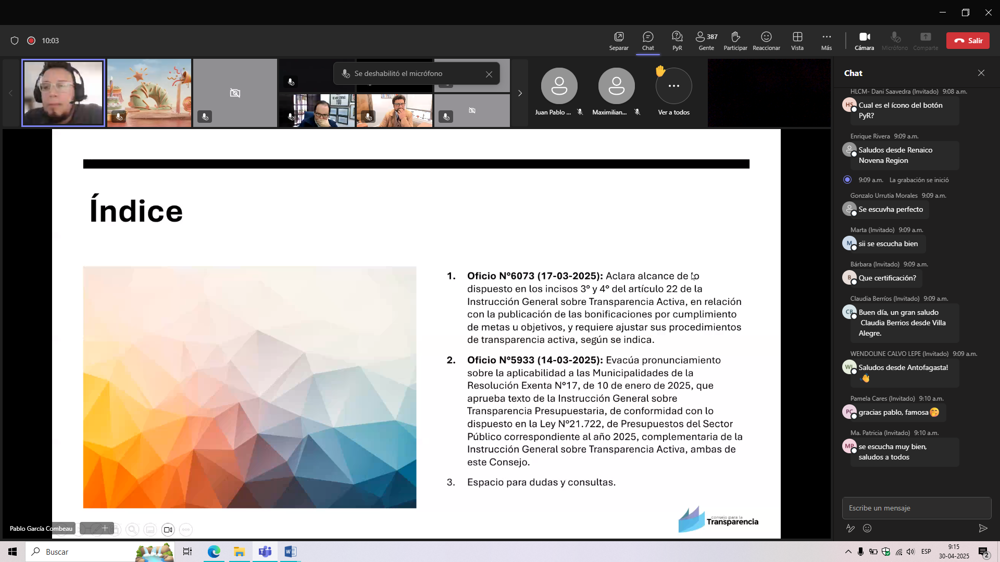 10:03
Separar
Chat
PyR
387
Gente
Participar
Reaccionar
Vista
Más
Cámara
Micrófono
Comparte
Salir
Se deshabilitó el micrófono
IS WATCHING
YOU
Juan Pablo ...
Maximilian...
Ver a todos
Índice
1. Oficio N°6073 (17-03-2025): Aclara alcance de lo
dispuesto en los incisos 3° y 4° del artículo 22 de la
Instrucción General sobre Transparencia Activa, en relación
con la publicación de las bonificaciones por cumplimiento
de metas u objetivos, y requiere ajustar sus procedimientos
de transparencia activa, según se indica.
2. Oficio N°5933 (14-03-2025): Evacúa pronunciamiento
sobre la aplicabilidad a las Municipalidades de la
Resolución Exenta N°17, de 10 de enero de 2025, que
aprueba texto de la Instrucción General sobre
Transparencia Presupuestaria, de conformidad con lo
dispuesto en la Ley N°21.722, de Presupuestos del Sector
Público correspondiente al año 2025, complementaria de la
Instrucción General sobre Transparencia Activa, ambas de
este Consejo.
3. Espacio para dudas y consultas.
consejo para la
Transparencia
Pablo García Combeau
Chat
HLCM- Dani Saavedra (Invitado) 9:08 a.m.
HS
Cual es el ícono del botón
PyR?
Enrique Rivera 9:09 a.m.
Saludos desde Renaico
Novena Region
9:09 a.m. La grabación se inició
Gonzalo Urrutia Morales 9:09 a.m.
Se escuvha perfecto
Marta (Invitado) 9:09 a.m.
M
sii se escucha bien
Bárbara (Invitado) 9:09 a.m.
B
Que certificación?
Claudia Berríos (Invitado) 9:09 a.m.
CB
Buen día, un gran saludo
Claudia Berrios desde Villa
Alegre.
WENDOLINE CALVO LEPE (Invitado) 9:09 a.m.
Saludos desde Antofagasta!
👋
Pamela Cares (Invitado) 9:10 a.m.
PC
gracias pablo, famosa🤭
Ma. Patricia (Invitado) 9:10 a.m.
MP
se escucha muy bien,
saludos a todos
Escribe un mensaje
Buscar
ESP
9:15
30-04-2025
2